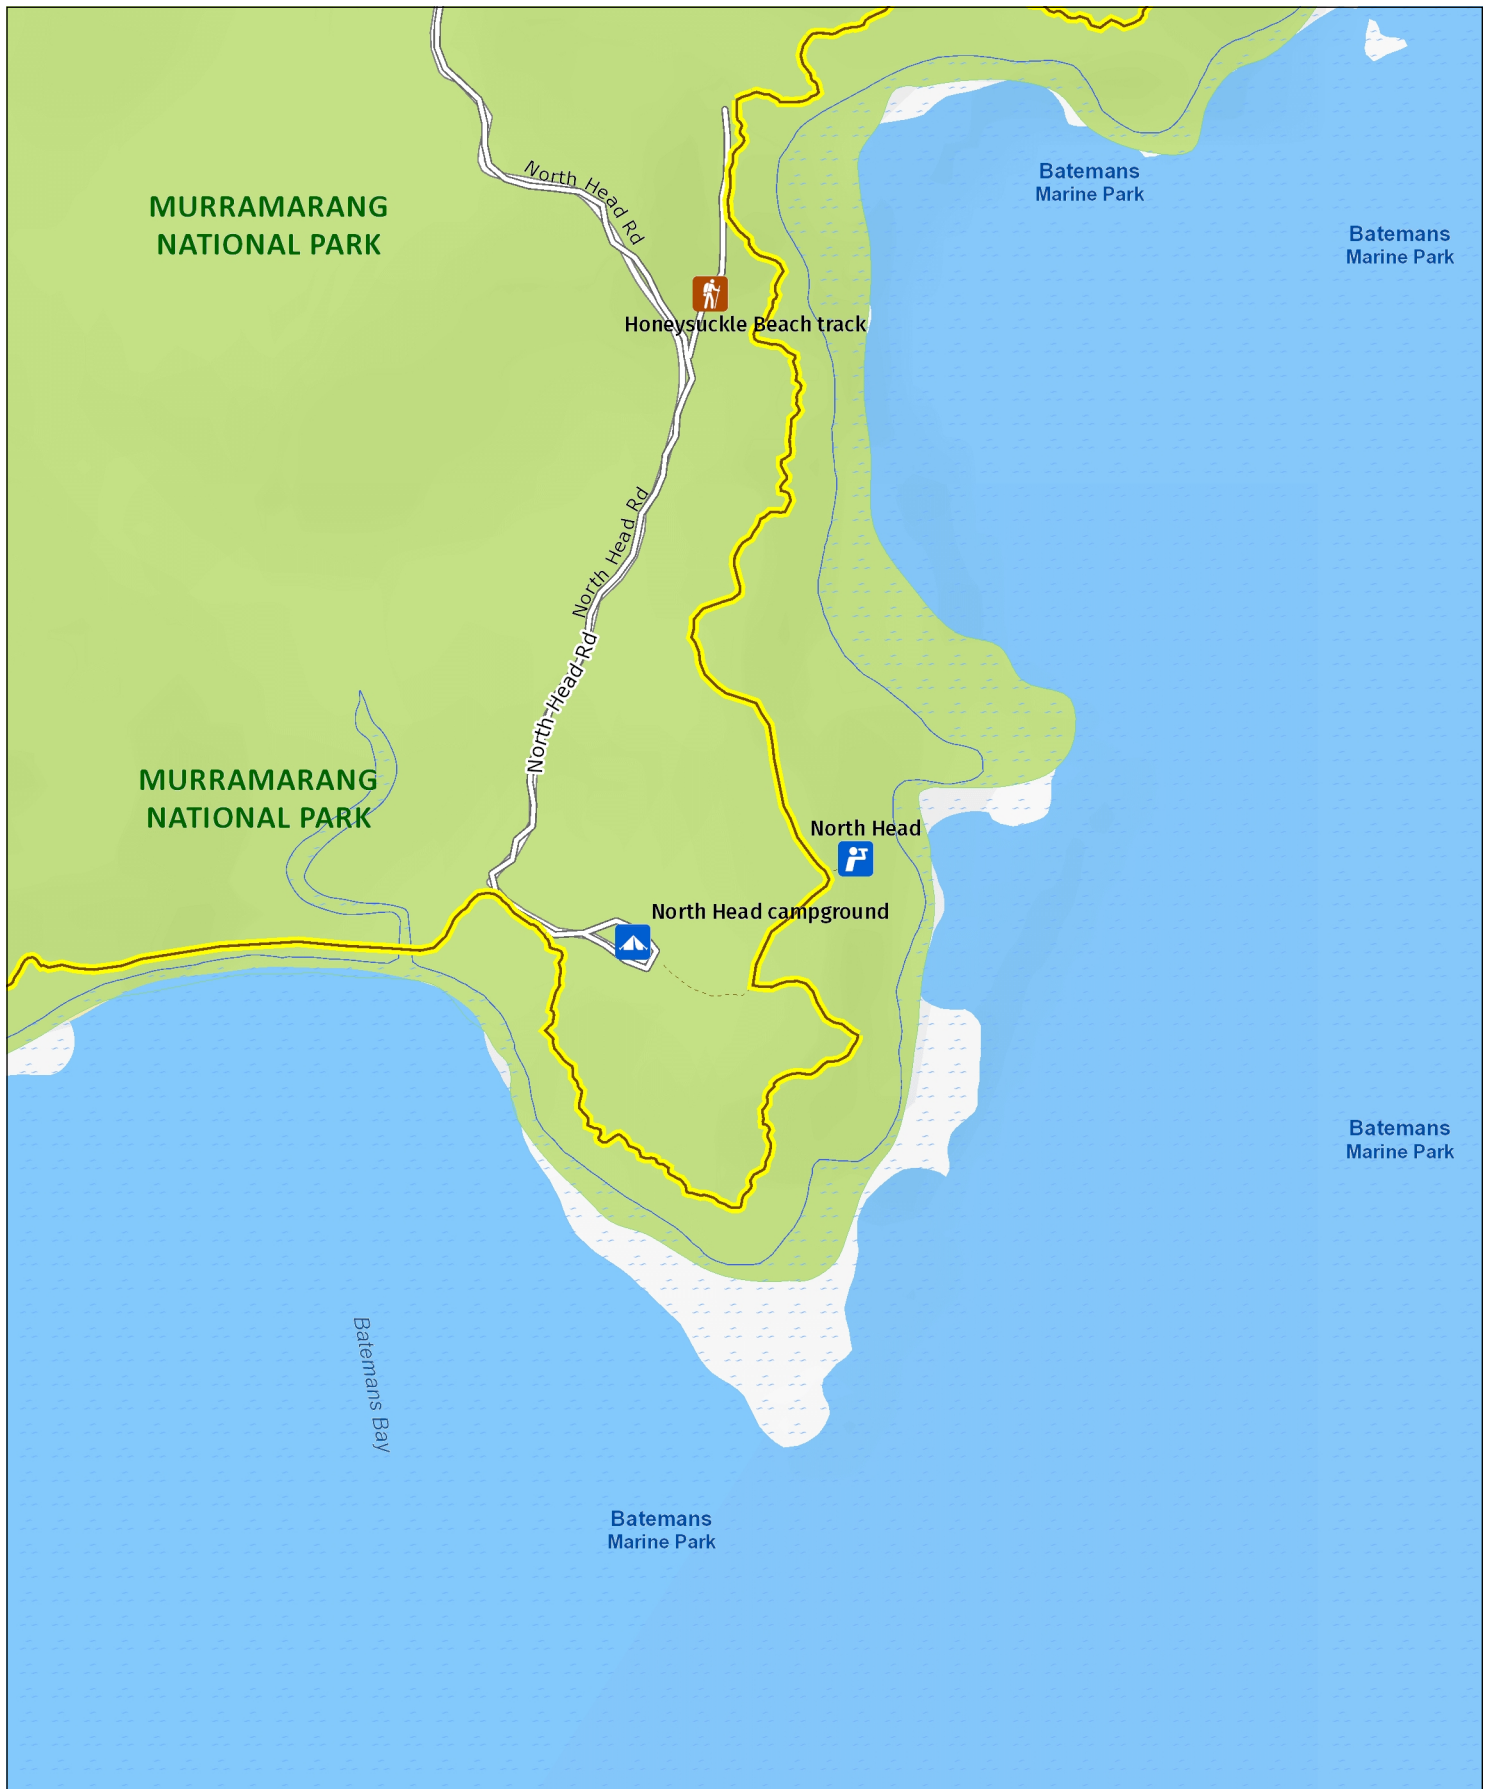 North Head Rd
Batemans
Marine Park
MURRAMARANG
NATIONAL PARK
Batemans
Marine Park
Honeysuckle Beach track
North Head Rd
North Head Rd
MURRAMARANG
NATIONAL PARK
North Head
North Head campground
Batemans
Marine Park
Batemans Bay
Batemans
Marine Park